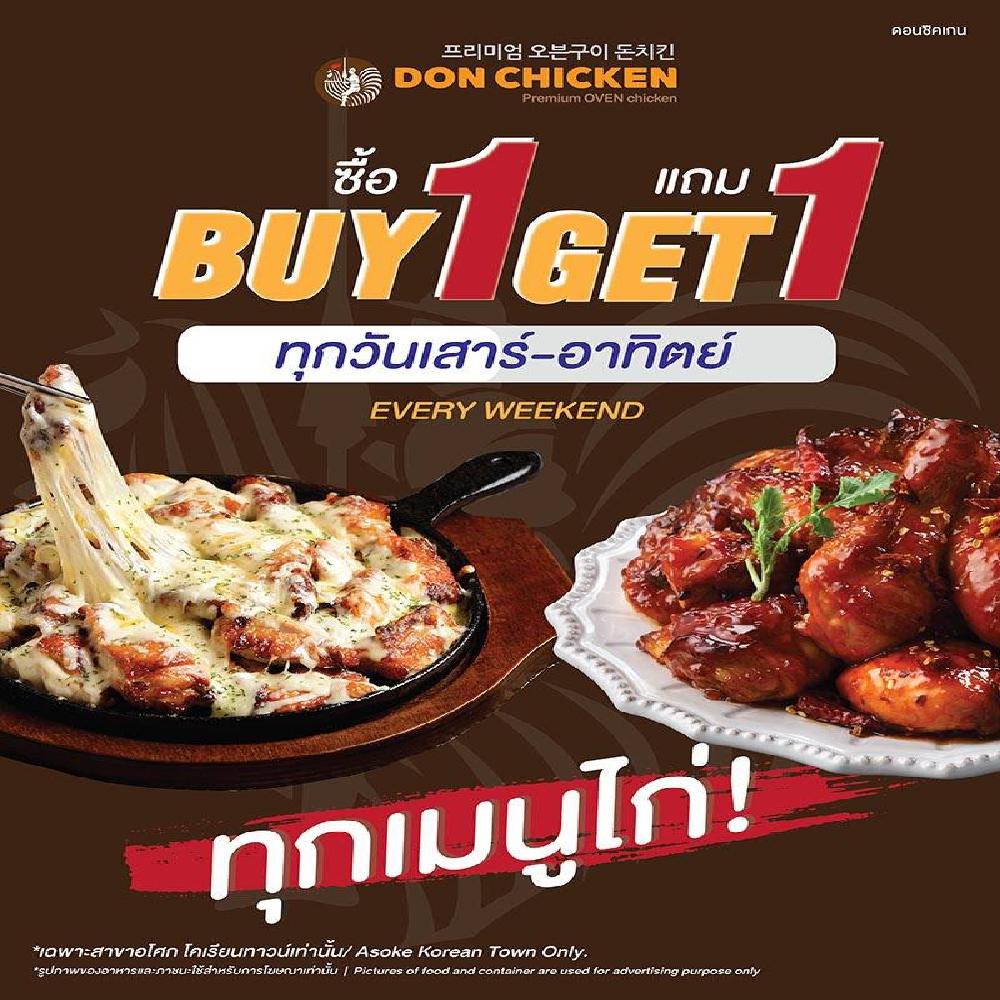 ดอนชิคเกน
프리미엄 오븐구이 돈치킨
DON CHICKEN
Premium OVEN chicken
ซื้อ 1 แถม 1
BUY 1 GET 1
ทุกวันเสาร์-อาทิตย์
EVERY WEEKEND
ทุกเมนูไก่!
*เฉพาะสาขาอโศก โคเรียนทาวน์เท่านั้น/ Asoke Korean Town Only.
*รูปภาพของอาหารและภาชนะใช้สำหรับการโฆษณาเท่านั้น | Pictures of food and container are used for advertising purpose only